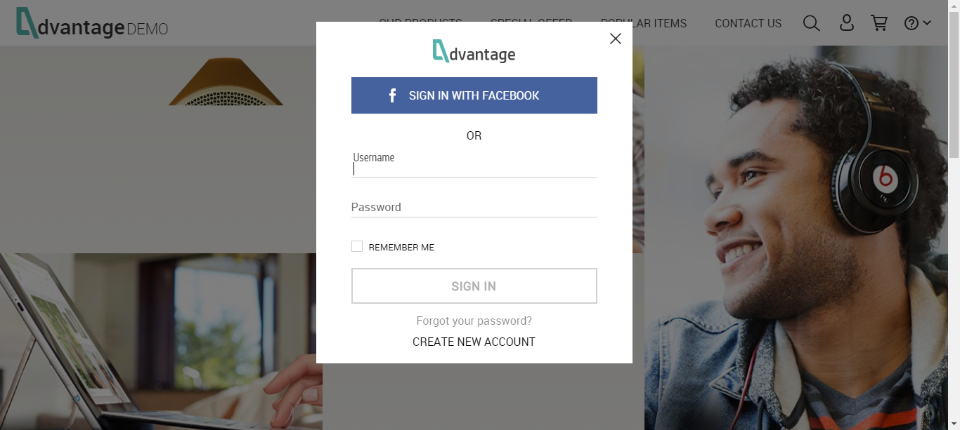 dvantage DEMO
OUR PRODUCTS SPECIAL OFFER POPULAR ITEMS CONTACT US
dvantage
f SIGN IN WITH FACEBOOK
OR
Username
Password
REMEMBER ME
SIGN IN
Forgot your password?
CREATE NEW ACCOUNT
b